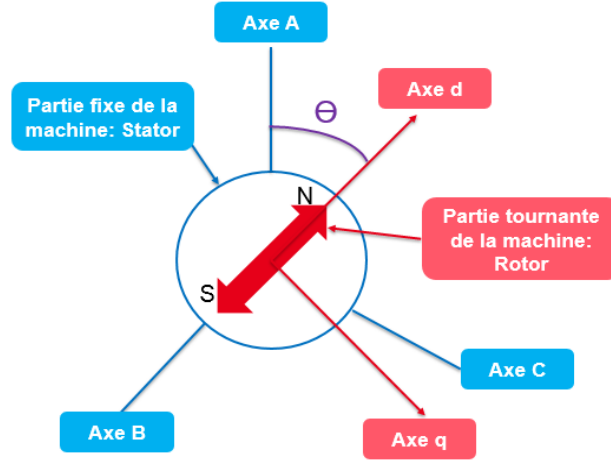 Axe A
Axe d
Partie fixe de la
machine: Stator
Θ
N
Partie tournante
de la machine:
Rotor
S
Axe C
Axe B
Axe q